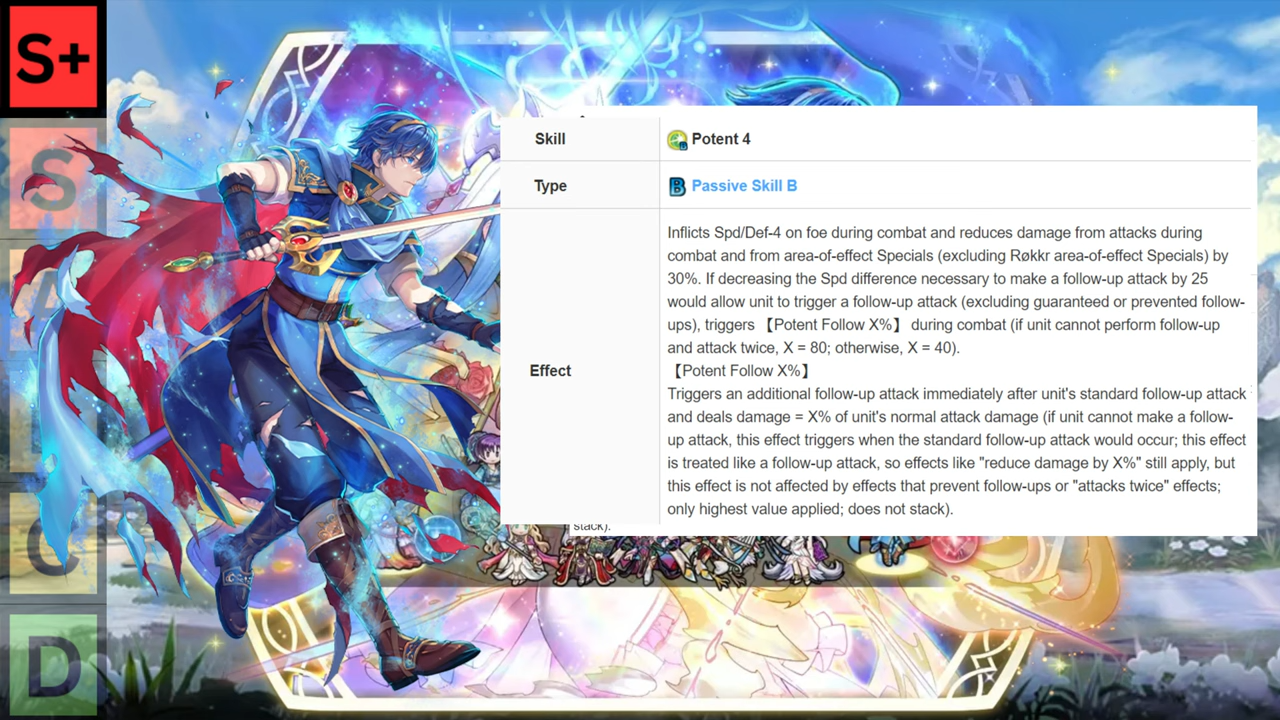 S+
S
A
C
D
Skill
Potent 4
Type
Passive Skill B
Effect
Inflicts Spd/Def-4 on foe during combat and reduces damage from attacks during
combat and from area-of-effect Specials (excluding Røkkr area-of-effect Specials) by
30%. If decreasing the Spd difference necessary to make a follow-up attack by 25
would allow unit to trigger a follow-up attack (excluding guaranteed or prevented follow-
ups), triggers 【Potent Follow X%】 during combat (if unit cannot perform follow-up
and attack twice, X = 80; otherwise, X = 40).
【Potent Follow X%】
Triggers an additional follow-up attack immediately after unit's standard follow-up attack
and deals damage = X% of unit's normal attack damage (if unit cannot make a follow-
up attack, this effect triggers when the standard follow-up attack would occur; this effect
is treated like a follow-up attack, so effects like "reduce damage by X%" still apply, but
this effect is not affected by effects that prevent follow-ups or "attacks twice" effects;
only highest value applied; does not stack).
stack).